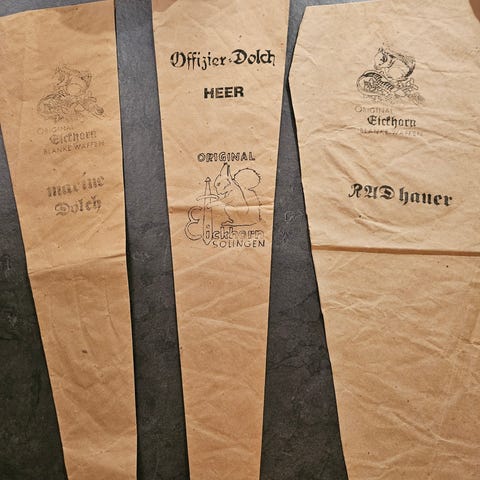 ORIGINAL
Eickhorn
BLANKE WAFFEN
marine
Dolch
Offizier-Dolch
HEER
ORIGINAL
Eickhorn
SOLINGEN
ORIGINAL
Eickhorn
BLANKE WAFFEN
RAD hauer